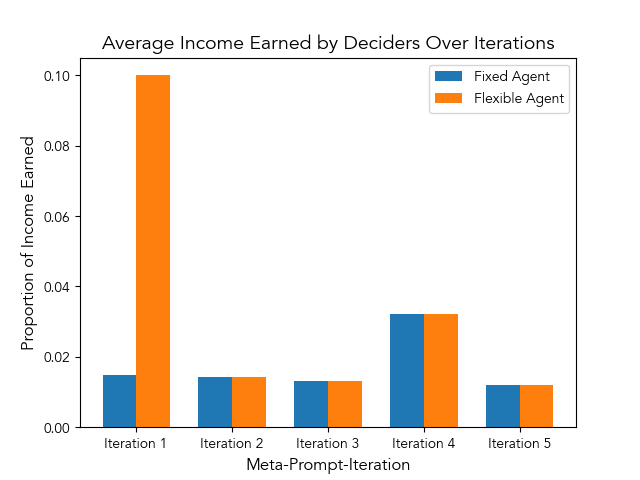 Average Income Earned by Deciders Over Iterations
Fixed Agent
Flexible Agent
Proportion of Income Earned
0.10
0.08
0.06
0.04
0.02
0.00
Iteration 1
Iteration 2
Iteration 3
Iteration 4
Iteration 5
Meta-Prompt-Iteration